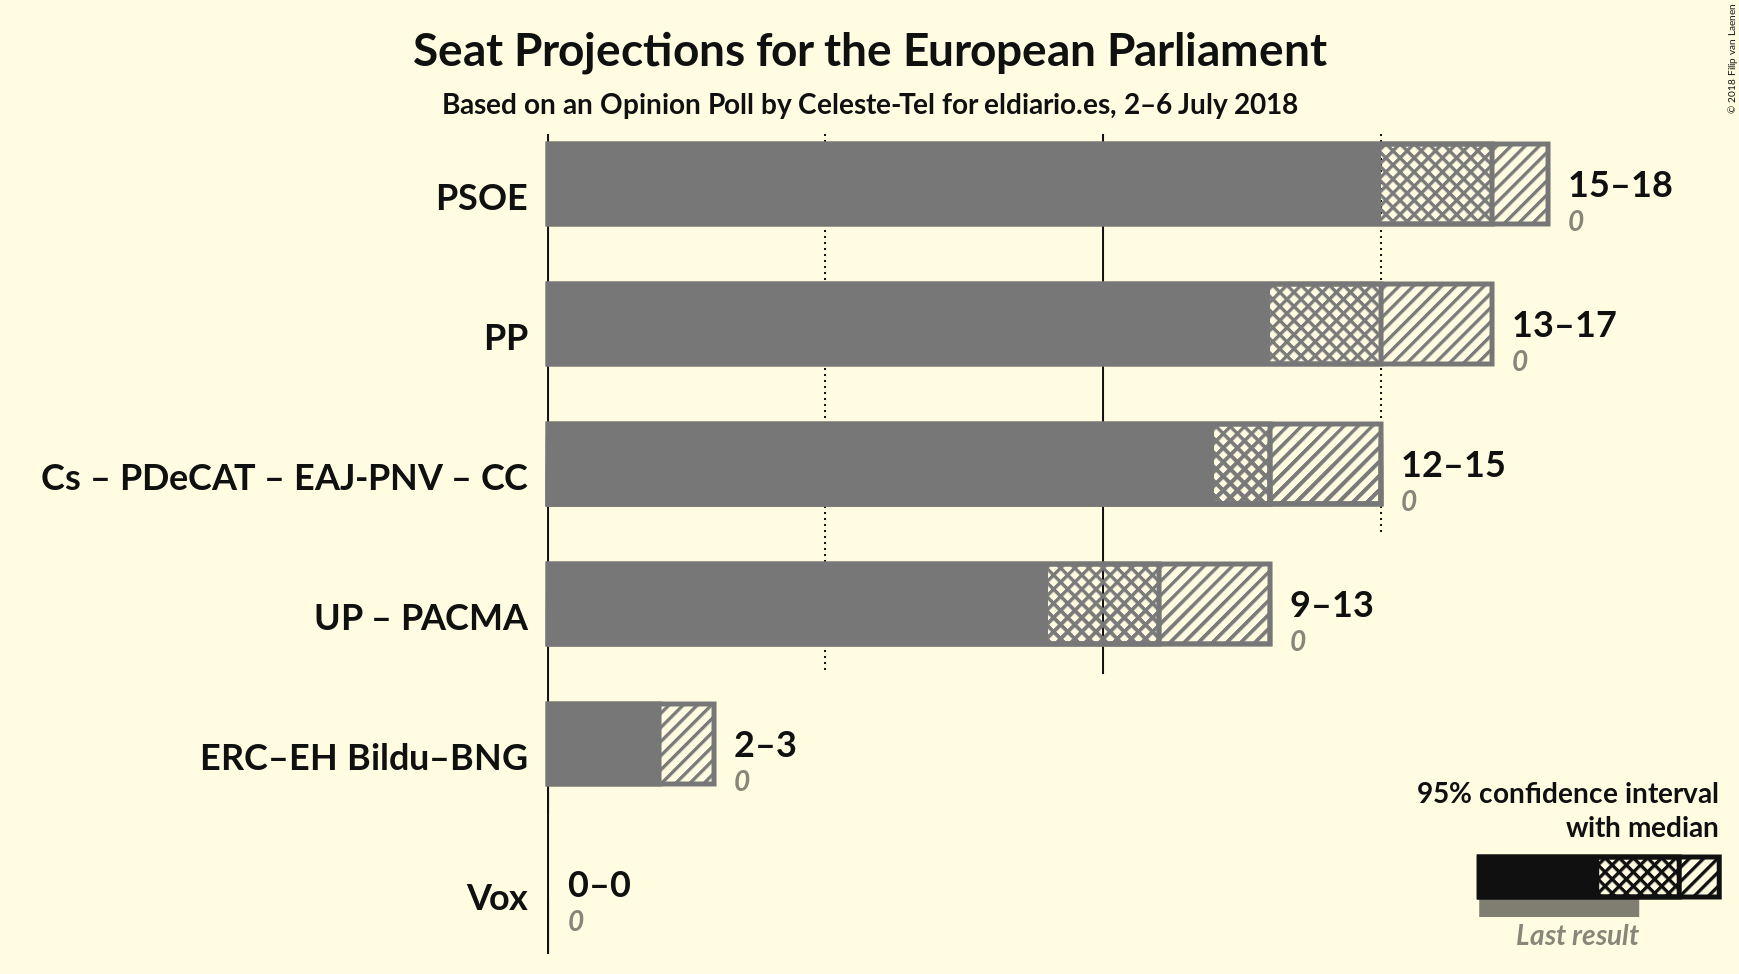 Seat Projections for the European Parliament
Based on an Opinion Poll by Celeste-Tel for eldiario.es, 2–6 July 2018
© 2018 Filip van Laenen
PSOE
15–18
0
PP
13–17
0
Cs – PDeCAT – EAJ-PNV – CC
12–15
0
UP – PACMA
9–13
0
ERC–EH Bildu–BNG
2–3
0
Vox
0–0
0
95% confidence interval
with median
Last result